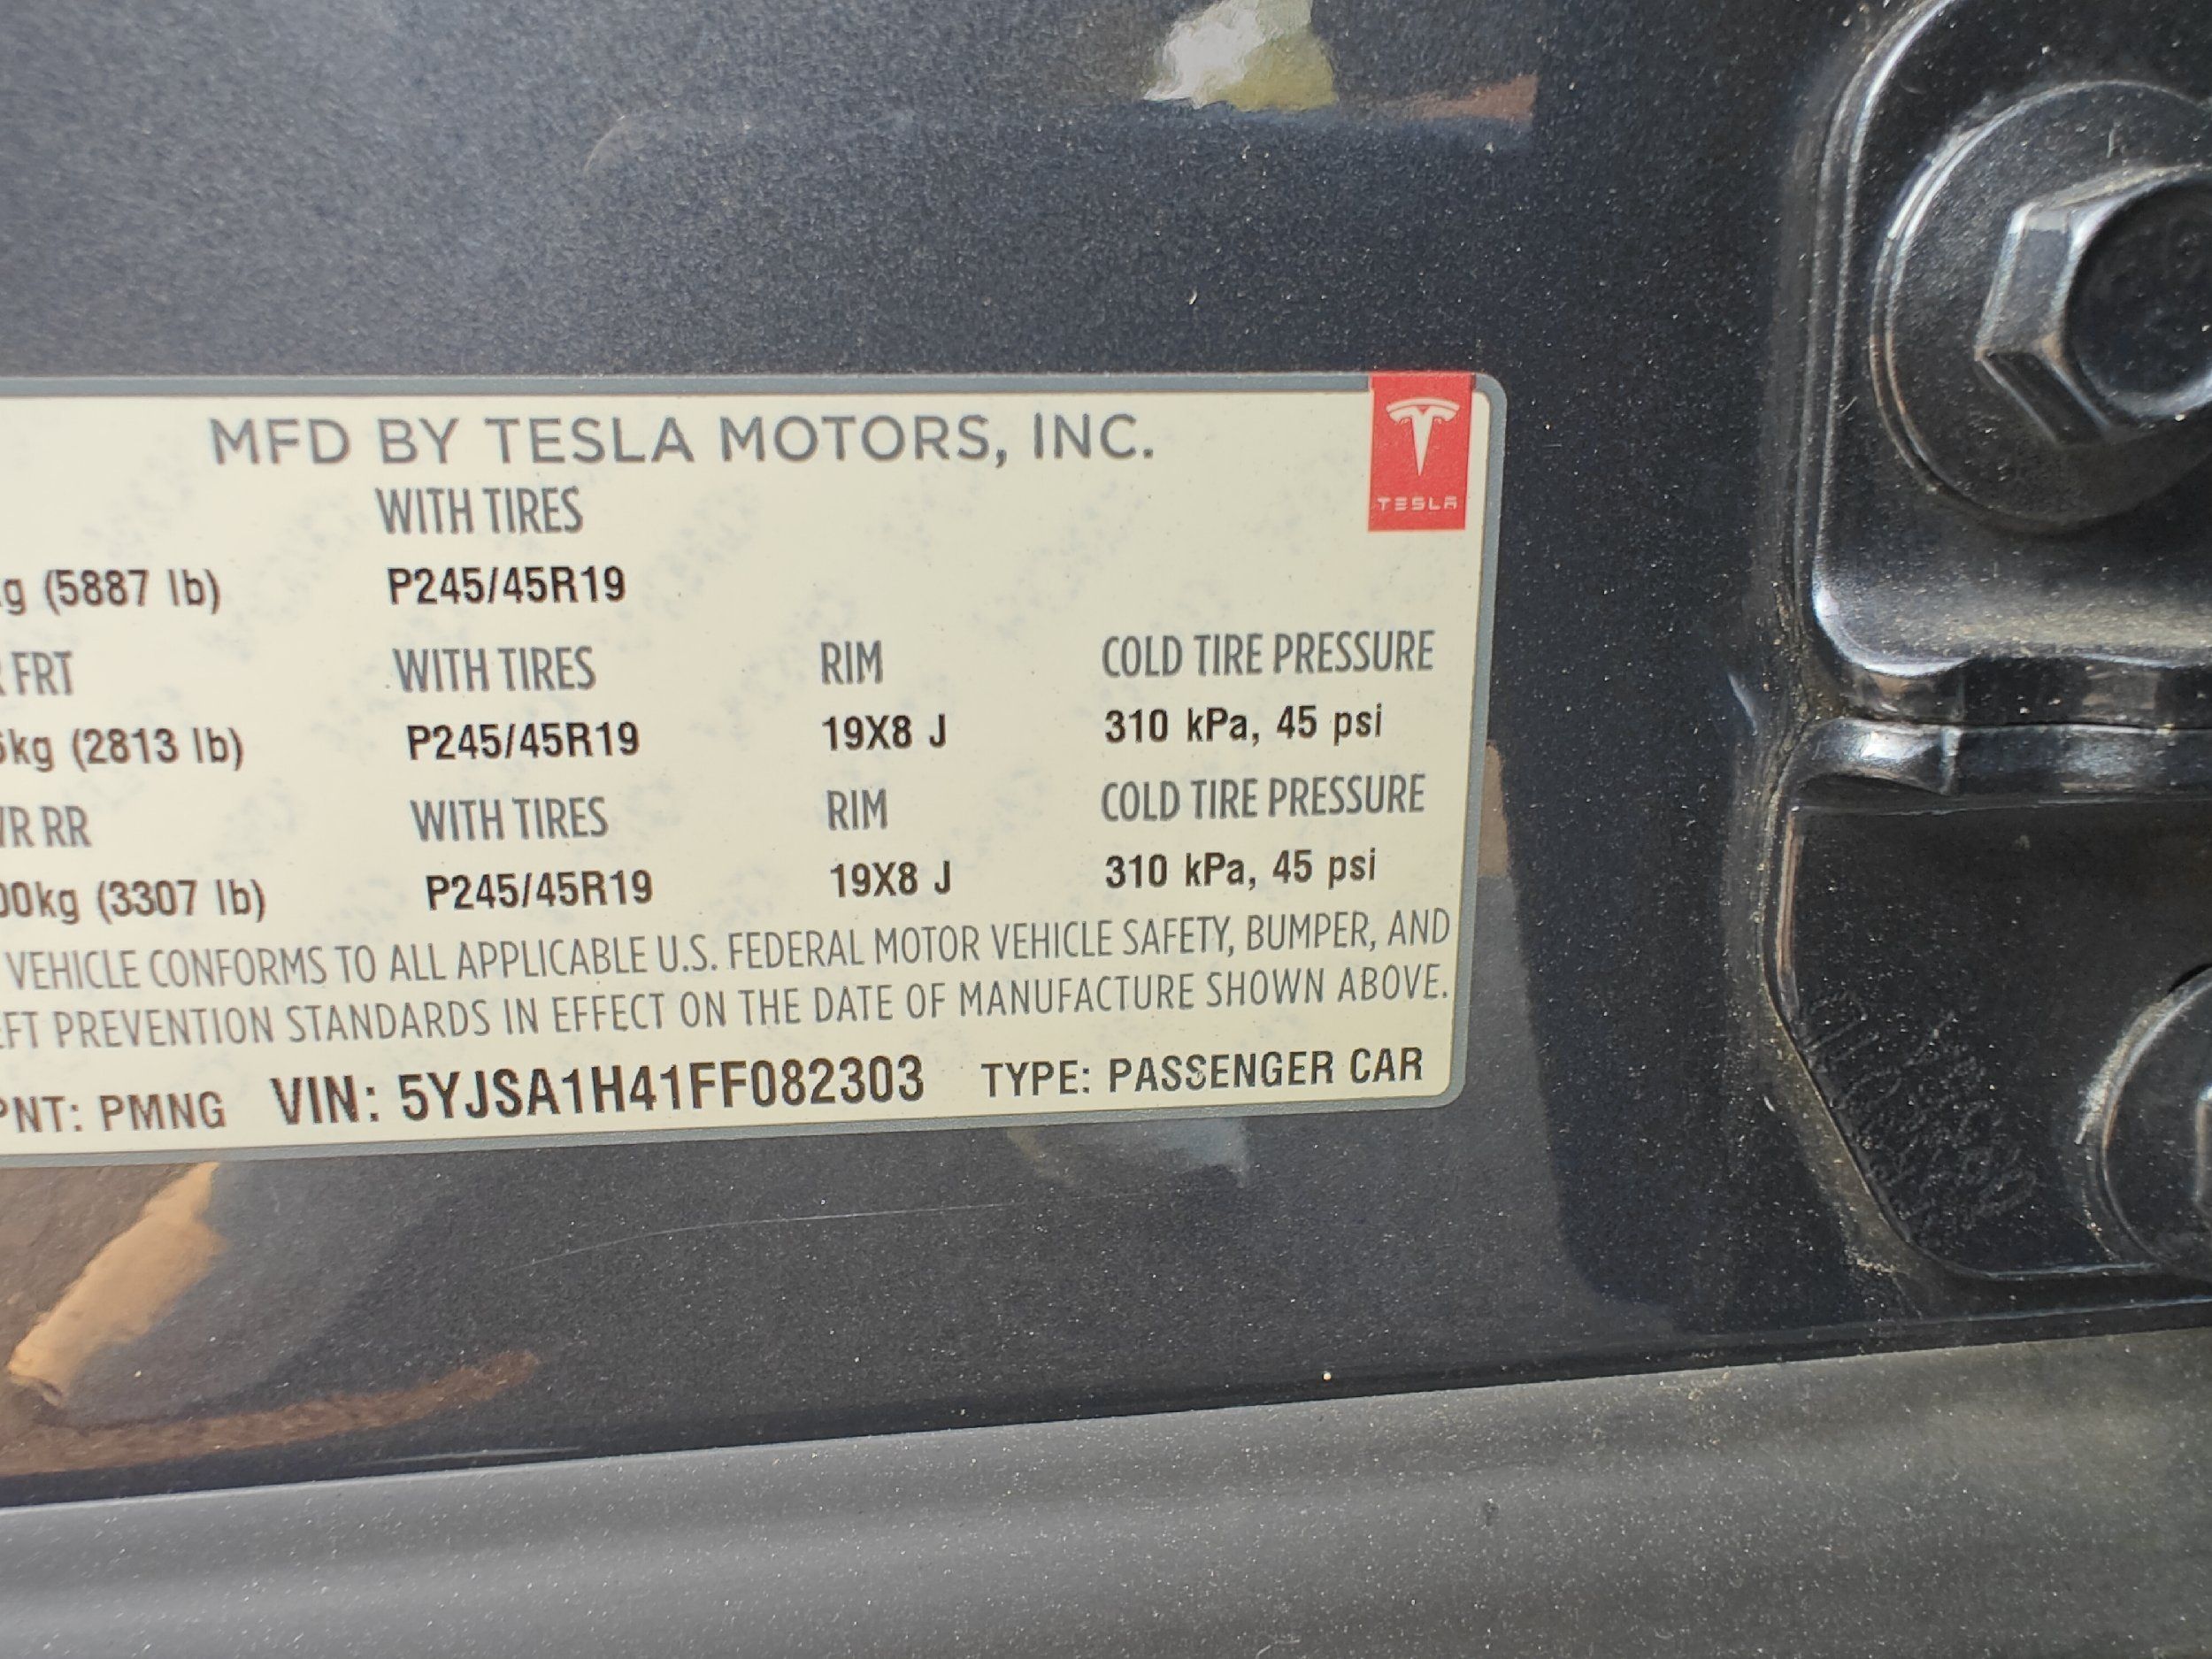 MFD BY TESLA MOTORS, INC.
TESLA
WITH TIRES
g (5887 lb) P245/45R19
FRT WITH TIRES RIM COLD TIRE PRESSURE
kg (2813 lb) P245/45R19 19X8 J 310 kPa, 45 psi
R RR WITH TIRES RIM COLD TIRE PRESSURE
00kg (3307 lb) P245/45R19 19X8 J 310 kPa, 45 psi
VEHICLE CONFORMS TO ALL APPLICABLE U.S. FEDERAL MOTOR VEHICLE SAFETY, BUMPER, AND
FT PREVENTION STANDARDS IN EFFECT ON THE DATE OF MANUFACTURE SHOWN ABOVE.
PNT: PMNG VIN: 5YJSA1H41FF082303 TYPE: PASSENGER CAR